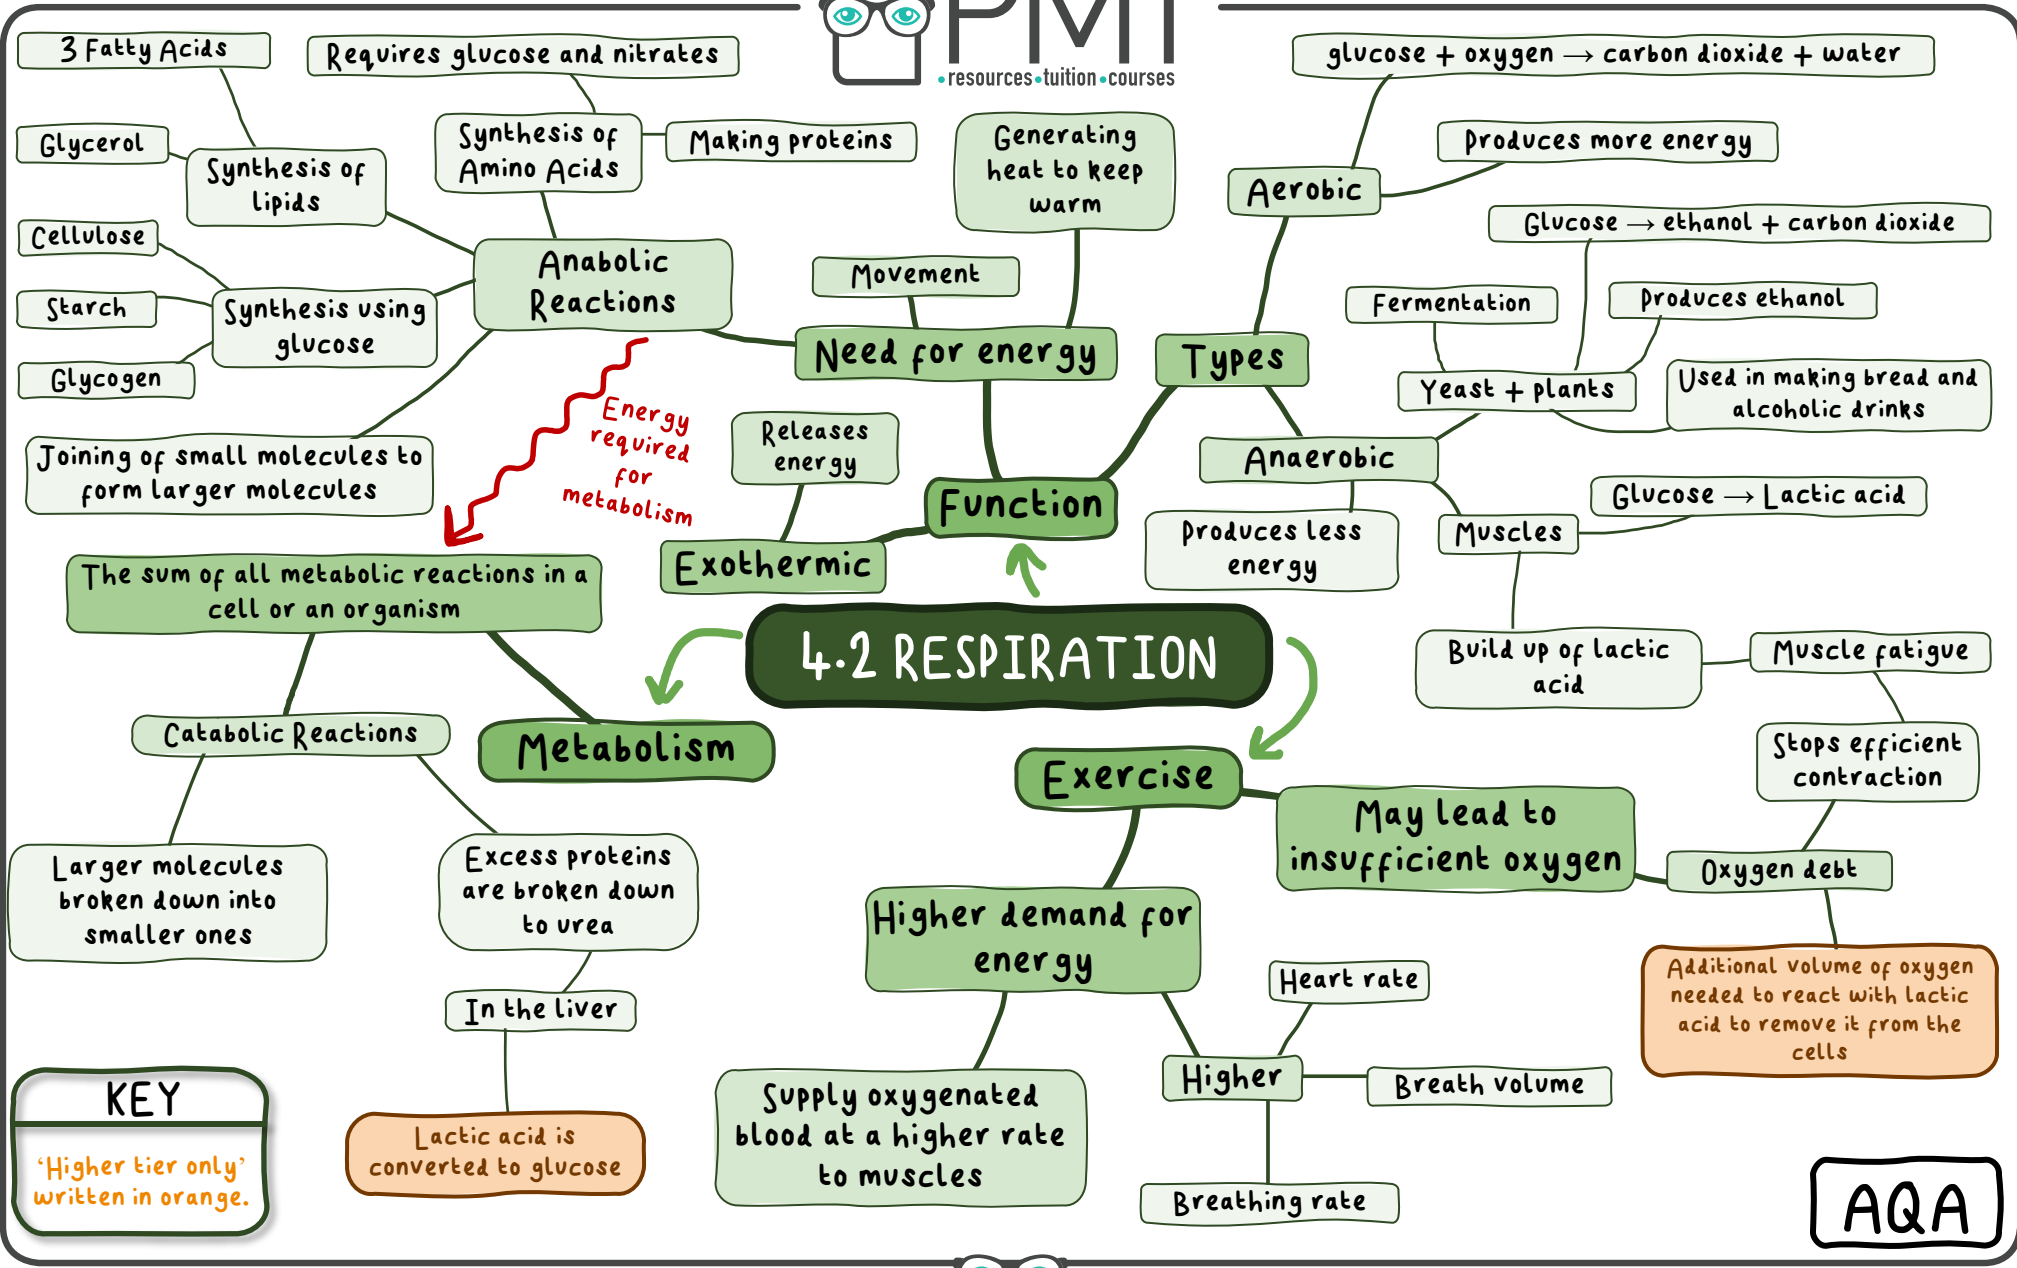 PMT
•resources•tuition•courses
3 Fatty Acids
Glycerol
Synthesis of
lipids
Requires glucose and nitrates
Synthesis of
Amino Acids
Making proteins
Cellulose
Starch
Glycogen
Synthesis using
glucose
Anabolic
Reactions
Joining of small molecules to
form larger molecules
Generating
heat to keep
warm
Movement
Need for energy
Energy
required
for
metabolism
Releases
energy
Exothermic
Function
glucose + oxygen → carbon dioxide + water
Produces more energy
Aerobic
Types
Glucose → ethanol + carbon dioxide
Fermentation
Produces ethanol
Yeast + plants
Used in making bread and
alcoholic drinks
Anaerobic
Produces less
energy
Muscles
Glucose → Lactic acid
Build up of lactic
acid
Muscle fatigue
Stops efficient
contraction
4.2 RESPIRATION
The sum of all metabolic reactions in a
cell or an organism
Metabolism
Catabolic Reactions
Larger molecules
broken down into
smaller ones
Excess proteins
are broken down
to urea
In the liver
Lactic acid is
converted to glucose
Exercise
May lead to
insufficient oxygen
Oxygen debt
Additional volume of oxygen
needed to react with lactic
acid to remove it from the
cells
Higher demand for
energy
Supply oxygenated
blood at a higher rate
to muscles
Higher
Heart rate
Breath volume
Breathing rate
KEY
‘Higher tier only’
written in orange.
AQA